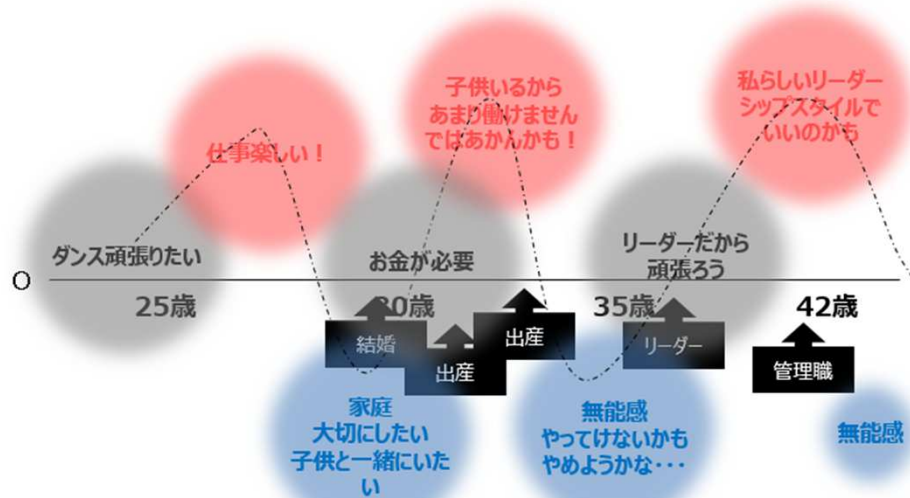 仕事楽しい！
子供いるから
あまり働けません
ではあかんかも！
私らしいリーダー
シップスタイルで
いいのかも
ダンス頑張りたい
お金が必要
リーダーだから
頑張ろう
O
25歳
30歳
35歳
42歳
結婚
出産
出産
リーダー
管理職
家庭
大切にしたい
子供と一緒にいた
い
無能感
やってけないかも
やめようかな・・・
無能感